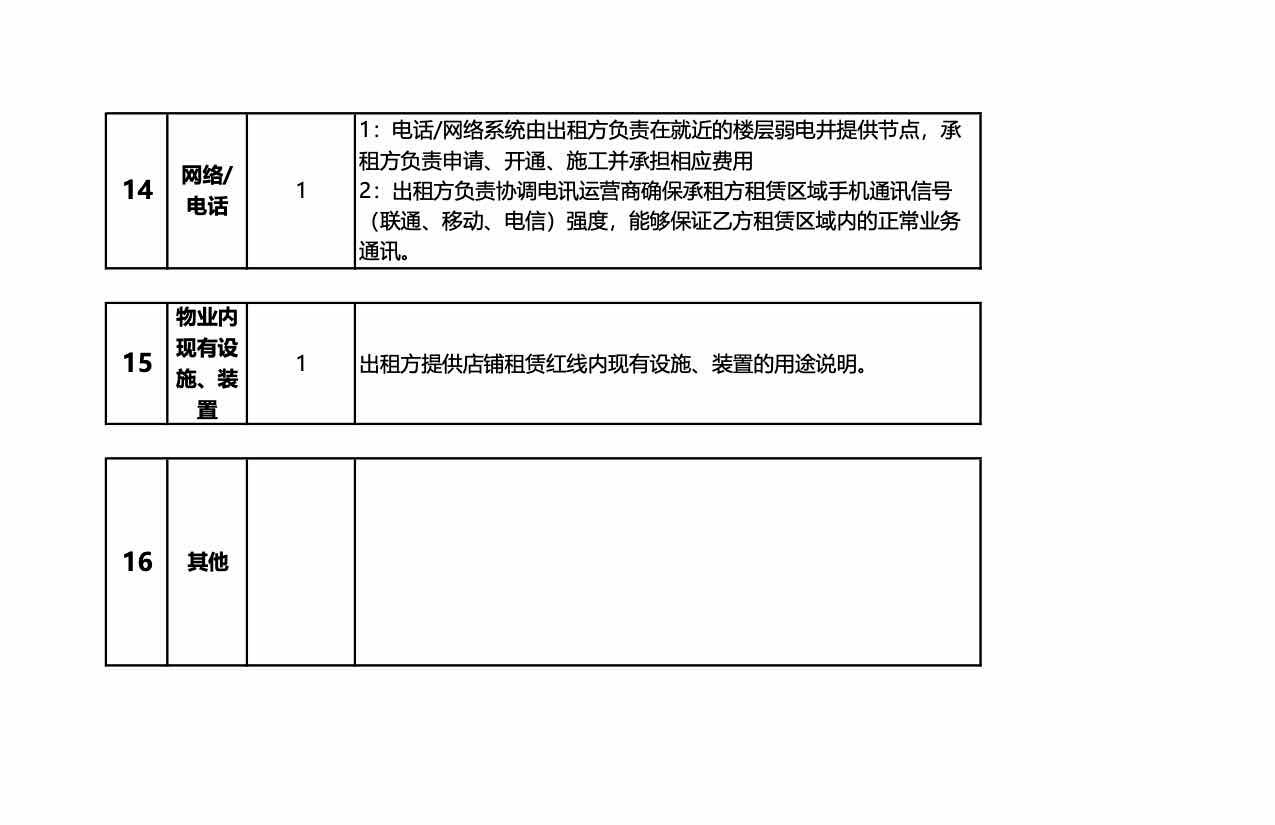 14
网络/
电话
1
1：电话/网络系统由出租方负责在就近的楼层弱电井提供节点，承
租方负责申请、开通、施工并承担相应费用
2：出租方负责协调电讯运营商确保承租方租赁区域手机通讯信号
（联通、移动、电信）强度，能够保证乙方租赁区域内的正常业务
通讯。
15
物业内
现有设
施、装
置
1
出租方提供店铺租赁红线内现有设施、装置的用途说明。
16
其他